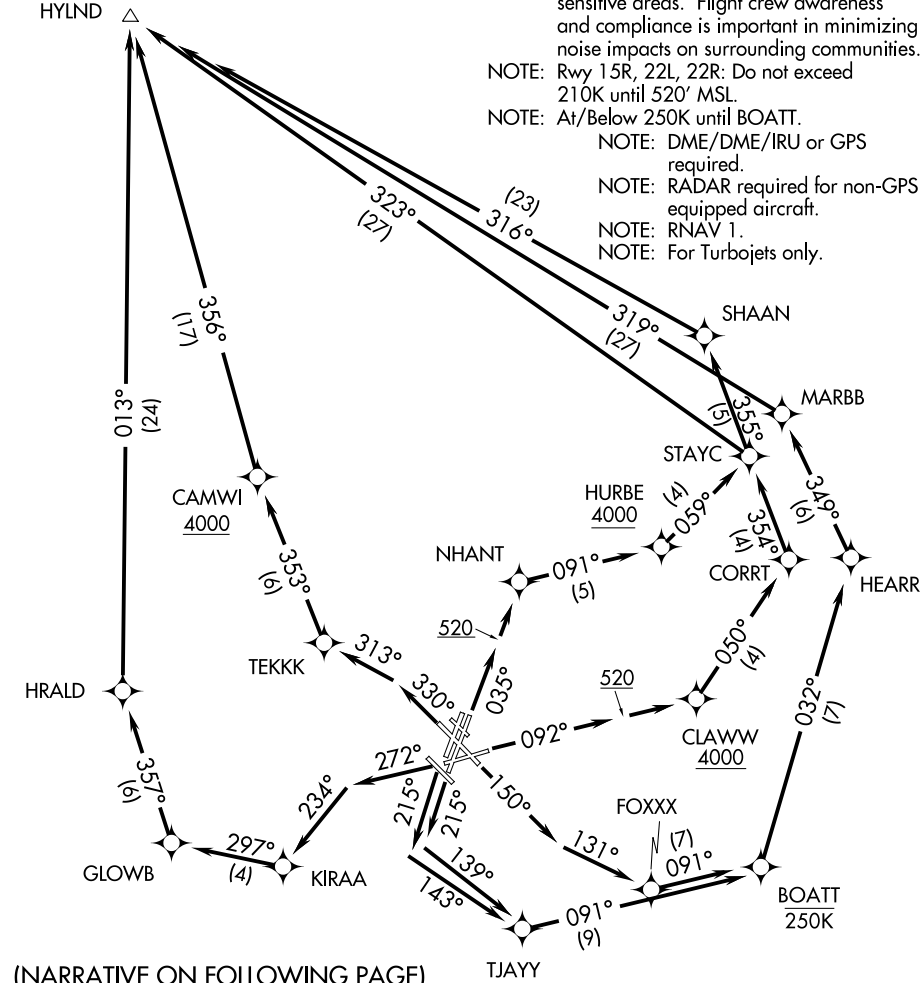 HYLND
sensitive areas. Flight crew awareness
and compliance is important in minimizing
noise impacts on surrounding communities.
NOTE: Rwy 15R, 22L, 22R: Do not exceed
210K until 520' MSL.
NOTE: At/Below 250K until BOATT.
NOTE: DME/DME/IRU or GPS
required.
NOTE: RADAR required for non-GPS
equipped aircraft.
NOTE: RNAV 1.
NOTE: For Turbojets only.
(23)
316°
323°
(27)
319°
(27)
SHAAN
356°
(17)
355°
(5)
MARBB
013°
(24)
STAYC
CAMWI
4000
HURBE
4000
(4)
059°
349°
(6)
354°
(4)
353°
(6)
NHANT
091°
(5)
CORRT
HEARR
520
313°
TEKKK
050°
(4)
520
330°
035°
HRALD
032°
(7)
092°
CLAWW
4000
272°
357°
(6)
234°
215°
215°
150°
FOXXX
131°
(7)
091°
297°
(4)
GLOWB
KIRAA
139°
143°
BOATT
250K
091°
(9)
TJAYY
(NARRATIVE ON FOLLOWING PAGE)